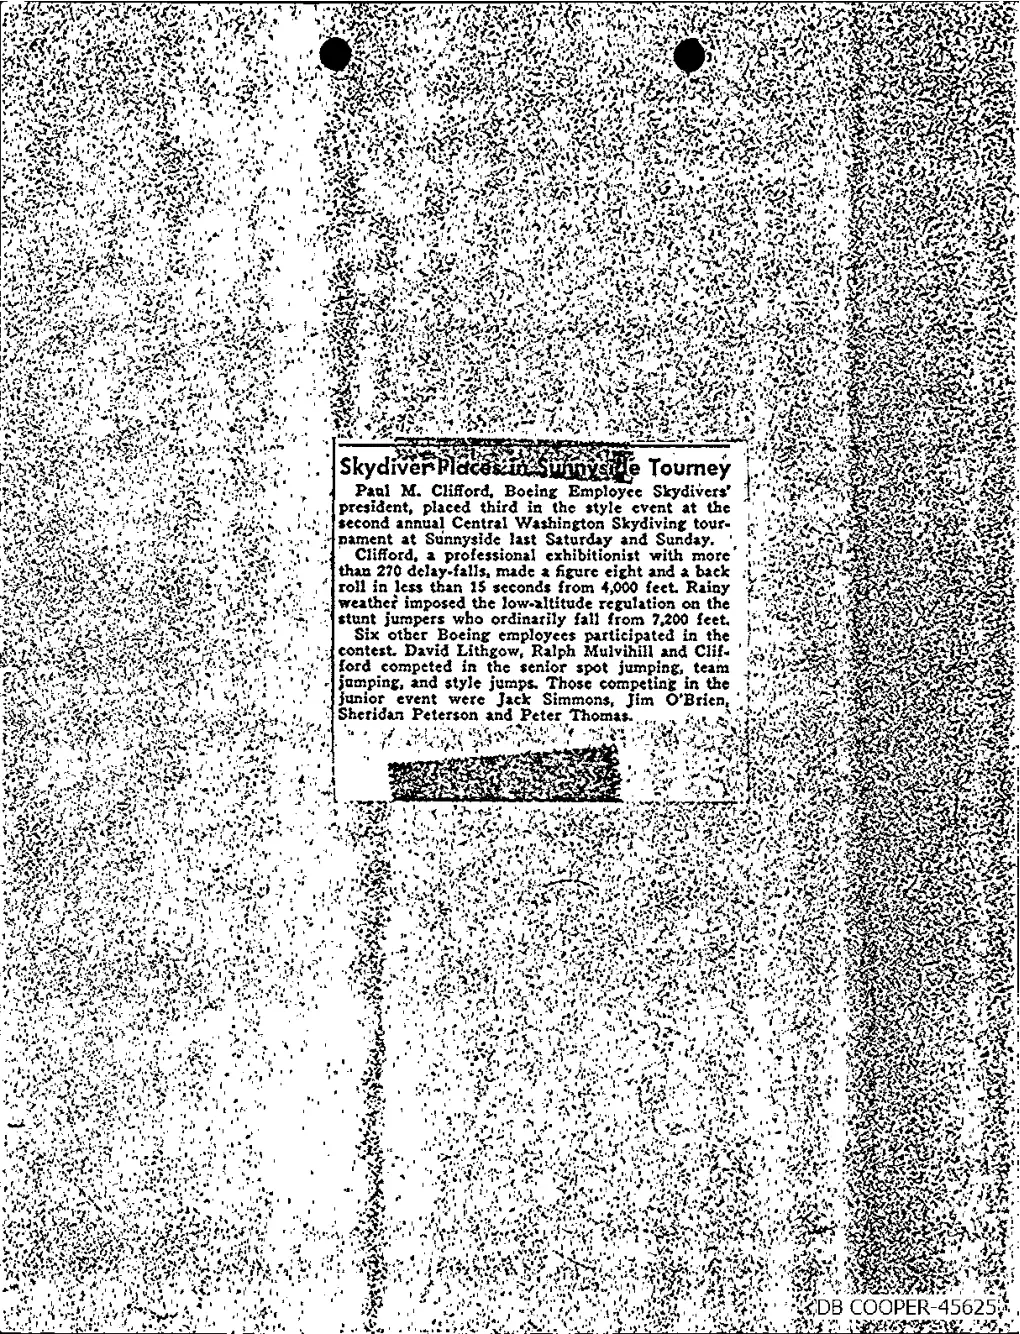 Skydiver Places in Sunnyside Tourney
Paul M. Clifford, Boeing Employee Skydivers'
president, placed third in the style event at the
second annual Central Washington Skydiving tour-
nament at Sunnyside last Saturday and Sunday.
Clifford, a professional exhibitionist with more
than 270 delay-falls, made a figure eight and a back
roll in less than 15 seconds from 4,000 feet. Rainy
weather imposed the low-altitude regulation on the
stunt jumpers who ordinarily fall from 7,200 feet.
Six other Boeing employees participated in the
contest. David Lithgow, Ralph Mulvihill and Clif-
ford competed in the senior spot jumping, team
jumping, and style jumps. Those competing in the
junior event were Jack Simmons, Jim O'Brien,
Sheridan Peterson and Peter Thomas.
DB COOPER-45625